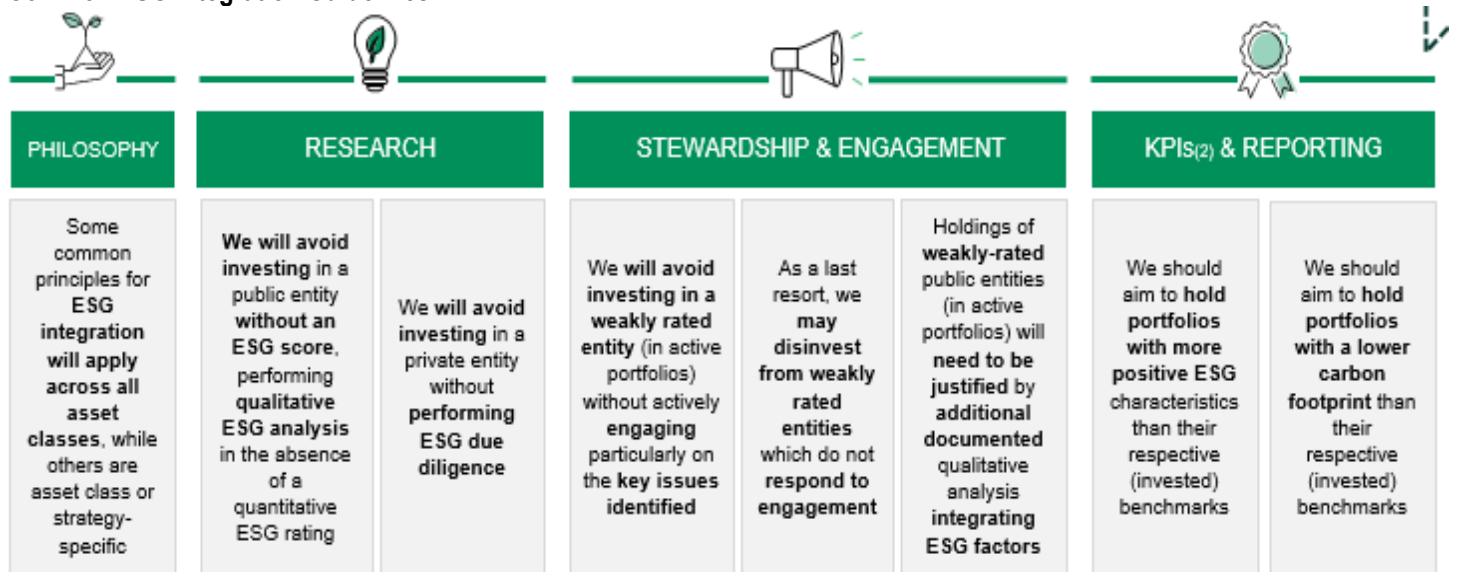 PHILOSOPHY
Some
common
principles for
ESG
integration
will apply
across all
asset
classes, while
others are
asset class or
strategy-
specific
RESEARCH
We will avoid
investing in a
public entity
without an
ESG score,
performing
qualitative
ESG analysis
in the absence
of a
quantitative
ESG rating
We will avoid
investing in a
private entity
without
performing
ESG due
diligence
STEWARDSHIP & ENGAGEMENT
We will avoid
investing in a
weakly rated
entity (in active
portfolios)
without actively
engaging
particularly on
the key issues
identified
As a last
resort, we
may
disinvest
from weakly
rated
entities
which do not
respond to
engagement
Holdings of
weakly-rated
public entities
(in active
portfolios) will
need to be
justified by
additional
documented
qualitative
analysis
integrating
ESG factors
KPIs(2) & REPORTING
We should
aim to hold
portfolios
with more
positive ESG
characteristics
than their
respective
(invested)
benchmarks
We should
aim to hold
portfolios
with a lower
carbon
footprint than
their
respective
(invested)
benchmarks